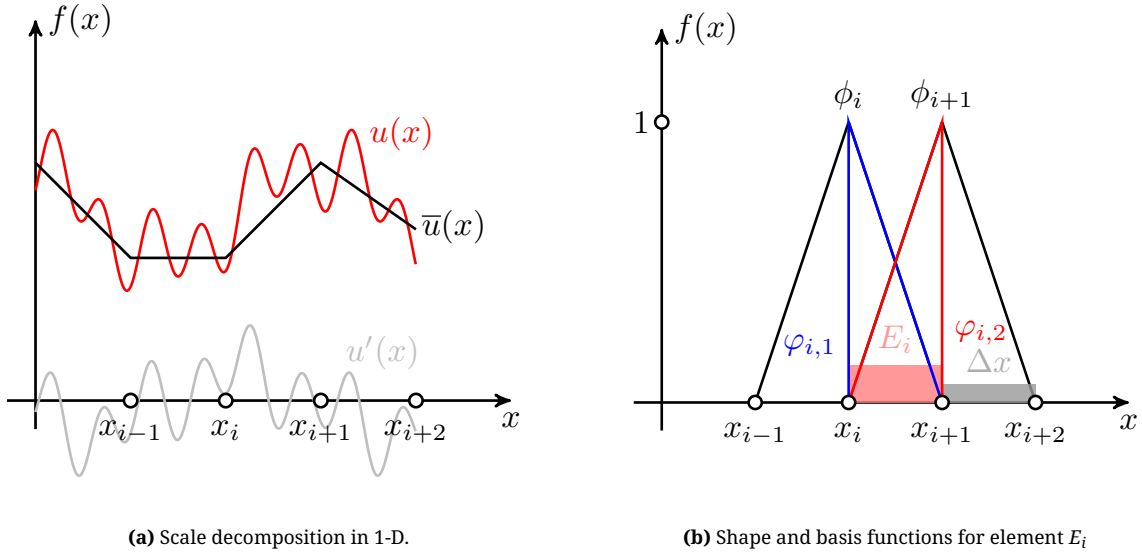 f(x)
u(x)
u̅(x)
u′(x)
x_{i−1} x_i x_{i+1} x_{i+2} x
(a) Scale decomposition in 1-D.
f(x)
ϕ_i ϕ_{i+1}
1
φ_{i,1} E_i φ_{i,2}
Δx
x_{i−1} x_i x_{i+1} x_{i+2} x
(b) Shape and basis functions for element E_i